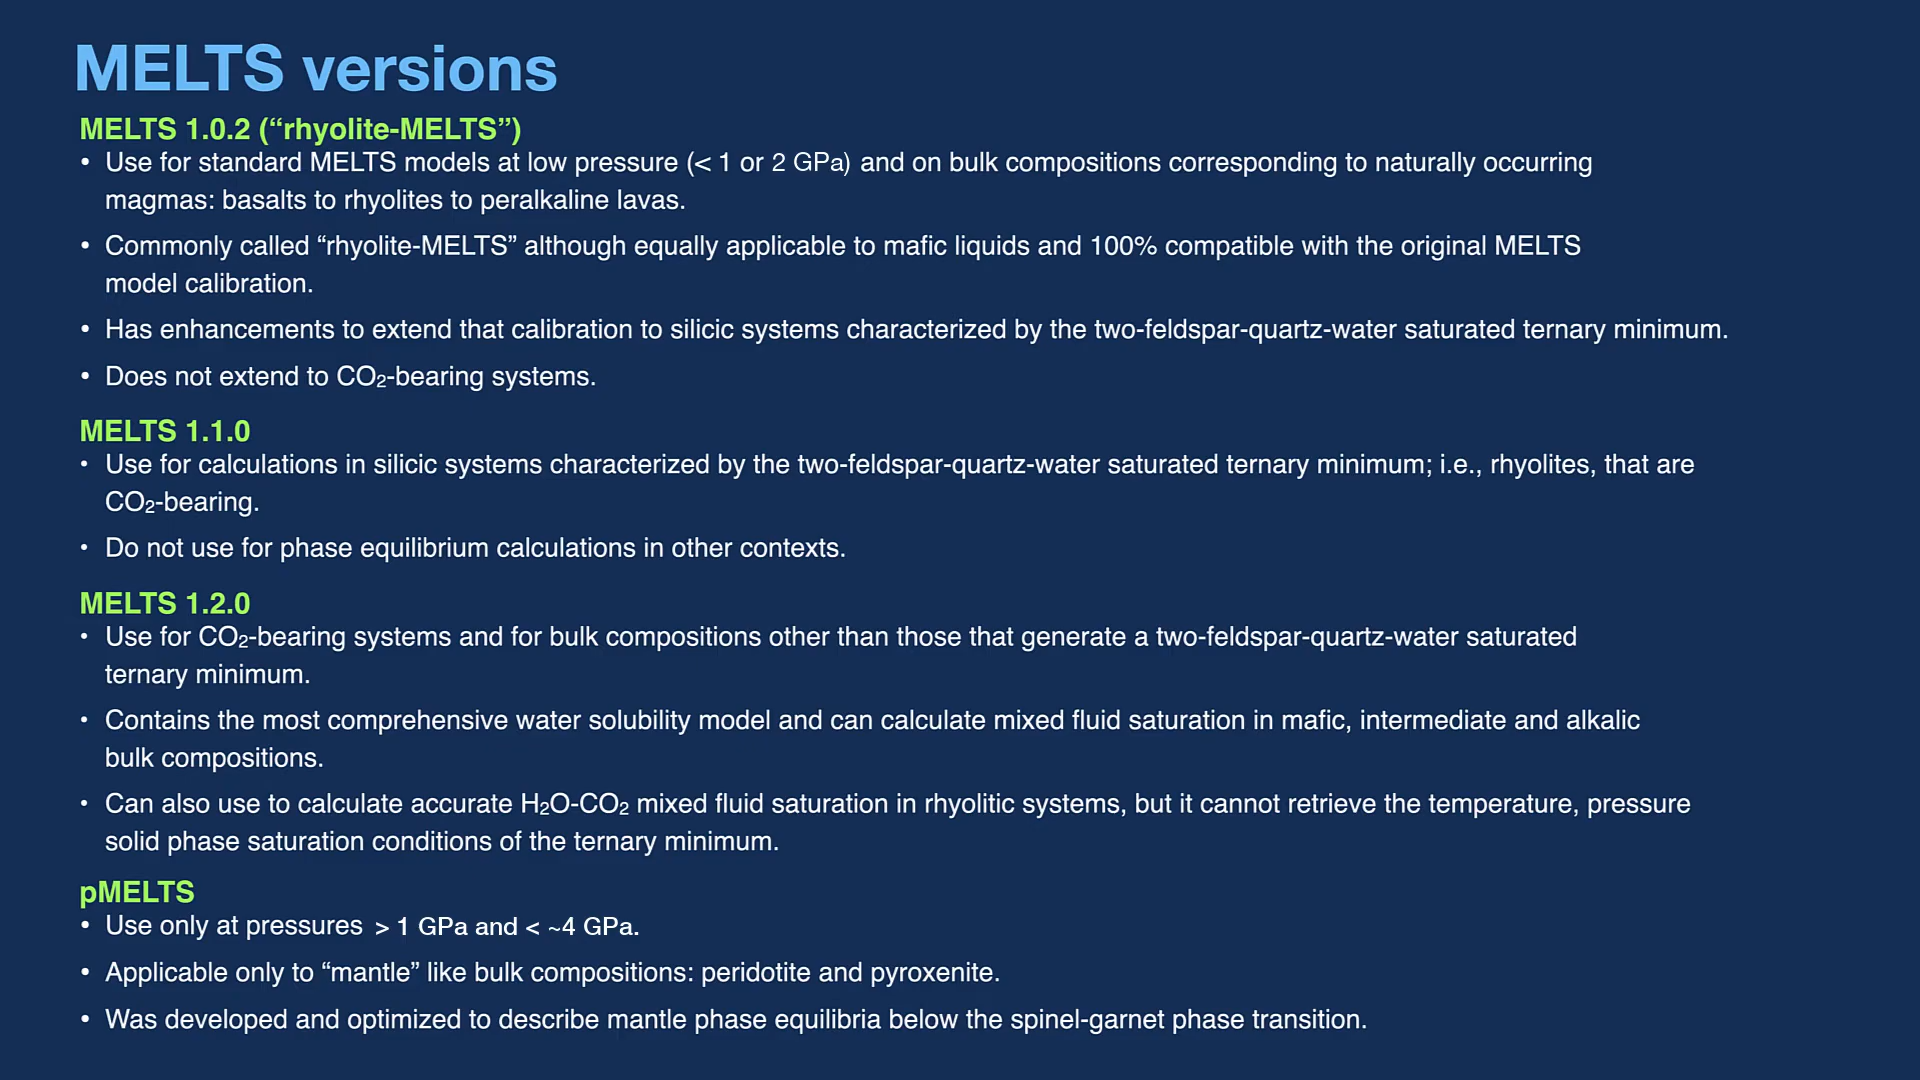 MELTS versions
MELTS 1.0.2 (“rhyolite-MELTS”)
• Use for standard MELTS models at low pressure (< 1 or 2 GPa) and on bulk compositions corresponding to naturally occurring
magmas: basalts to rhyolites to peralkaline lavas.
• Commonly called “rhyolite-MELTS” although equally applicable to mafic liquids and 100% compatible with the original MELTS
model calibration.
• Has enhancements to extend that calibration to silicic systems characterized by the two-feldspar-quartz-water saturated ternary minimum.
• Does not extend to CO₂-bearing systems.
MELTS 1.1.0
• Use for calculations in silicic systems characterized by the two-feldspar-quartz-water saturated ternary minimum; i.e., rhyolites, that are
CO₂-bearing.
• Do not use for phase equilibrium calculations in other contexts.
MELTS 1.2.0
• Use for CO₂-bearing systems and for bulk compositions other than those that generate a two-feldspar-quartz-water saturated
ternary minimum.
• Contains the most comprehensive water solubility model and can calculate mixed fluid saturation in mafic, intermediate and alkalic
bulk compositions.
• Can also use to calculate accurate H₂O-CO₂ mixed fluid saturation in rhyolitic systems, but it cannot retrieve the temperature, pressure
solid phase saturation conditions of the ternary minimum.
pMELTS
• Use only at pressures > 1 GPa and < ~4 GPa.
• Applicable only to “mantle” like bulk compositions: peridotite and pyroxenite.
• Was developed and optimized to describe mantle phase equilibria below the spinel-garnet phase transition.